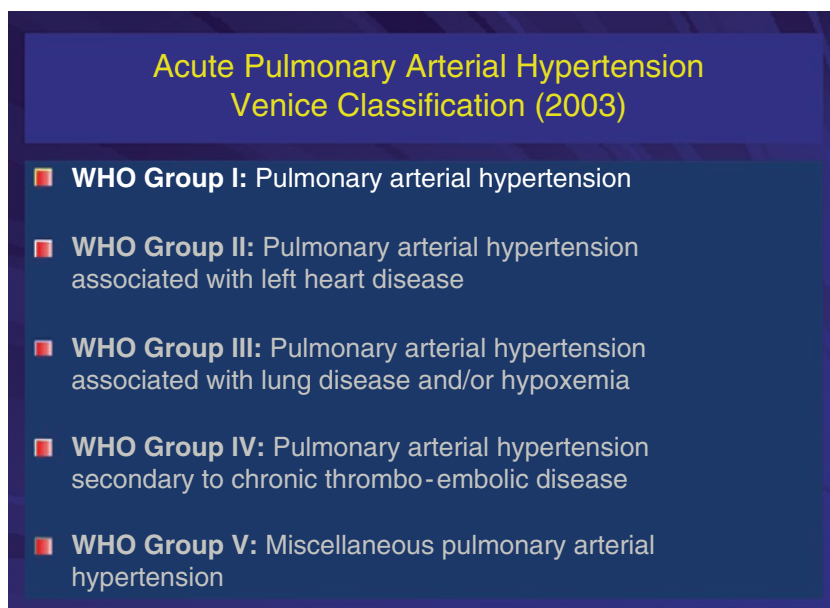 Acute Pulmonary Arterial Hypertension
Venice Classification (2003)
WHO Group I: Pulmonary arterial hypertension
WHO Group II: Pulmonary arterial hypertension
associated with left heart disease
WHO Group III: Pulmonary arterial hypertension
associated with lung disease and/or hypoxemia
WHO Group IV: Pulmonary arterial hypertension
secondary to chronic thrombo-embolic disease
WHO Group V: Miscellaneous pulmonary arterial
hypertension